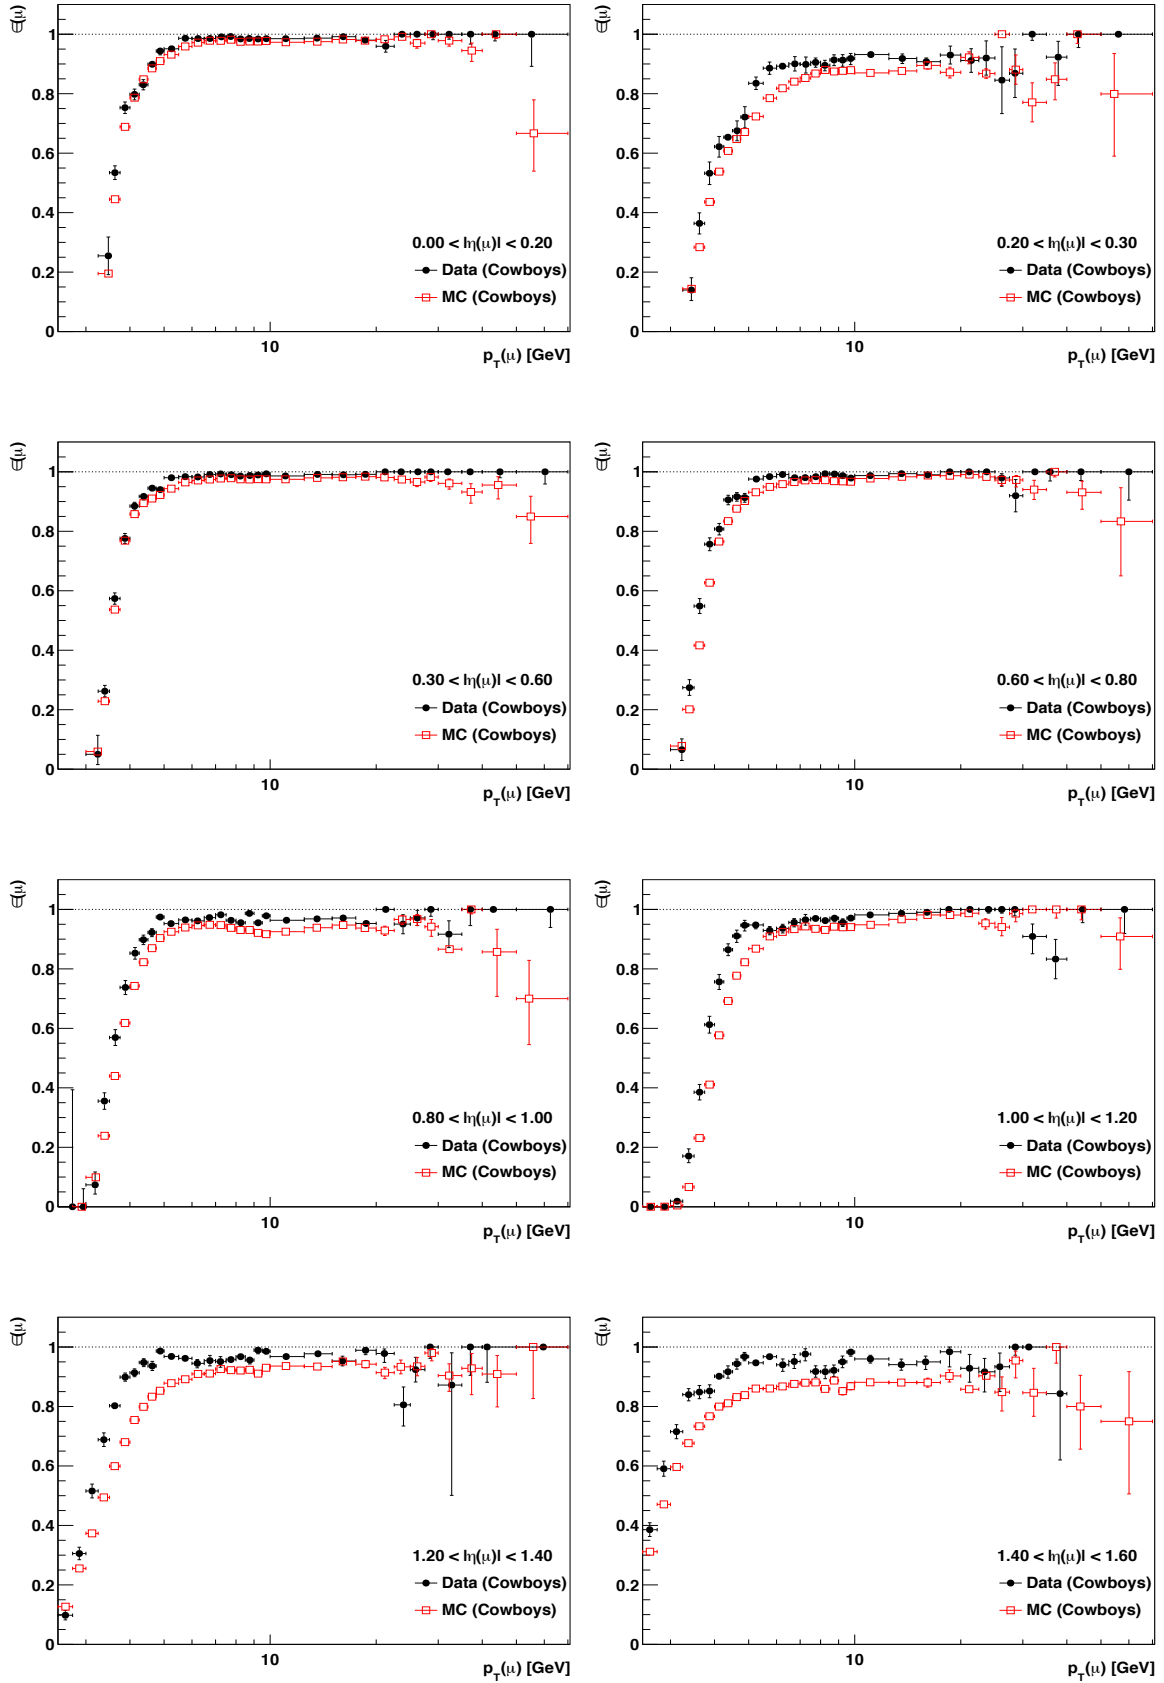 ∈(μ)
1
0.8
0.6
0.4
0.2
0
0.00 < |η(μ)| < 0.20
Data (Cowboys)
MC (Cowboys)
10
p_T(μ) [GeV]
∈(μ)
1
0.8
0.6
0.4
0.2
0
0.20 < |η(μ)| < 0.30
Data (Cowboys)
MC (Cowboys)
10
p_T(μ) [GeV]
∈(μ)
1
0.8
0.6
0.4
0.2
0
0.30 < |η(μ)| < 0.60
Data (Cowboys)
MC (Cowboys)
10
p_T(μ) [GeV]
∈(μ)
1
0.8
0.6
0.4
0.2
0
0.60 < |η(μ)| < 0.80
Data (Cowboys)
MC (Cowboys)
10
p_T(μ) [GeV]
∈(μ)
1
0.8
0.6
0.4
0.2
0
0.80 < |η(μ)| < 1.00
Data (Cowboys)
MC (Cowboys)
10
p_T(μ) [GeV]
∈(μ)
1
0.8
0.6
0.4
0.2
0
1.00 < |η(μ)| < 1.20
Data (Cowboys)
MC (Cowboys)
10
p_T(μ) [GeV]
∈(μ)
1
0.8
0.6
0.4
0.2
0
1.20 < |η(μ)| < 1.40
Data (Cowboys)
MC (Cowboys)
10
p_T(μ) [GeV]
∈(μ)
1
0.8
0.6
0.4
0.2
0
1.40 < |η(μ)| < 1.60
Data (Cowboys)
MC (Cowboys)
10
p_T(μ) [GeV]